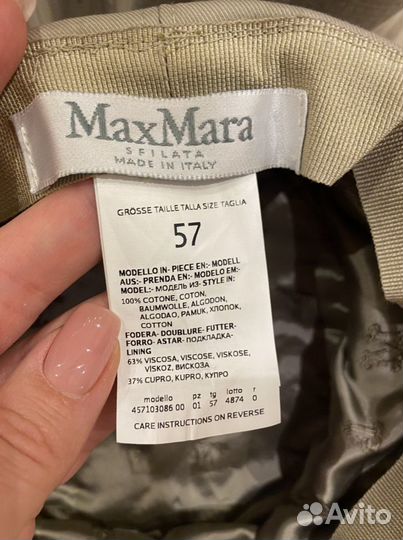 MaxMara
SFILATA
MADE IN ITALY
GRÖSSE TAILLE TALLA SIZE TAGLIA
57
MODELLO IN - PIECE EN:- MODELL
AUS:- PRENDA EN:- MODELO EM:-
MODEL:- МОДЕЛЬ ИЗ- STYLE IN:
100% COTONE, COTON,
BAUMWOLLE, ALGODON,
ALGODAO, PAMUK, ХЛОПОК,
COTTON
FODERA- DOUBLURE- FUTTER-
FORRO- ASTAR- ПОДКЛАДКА-
LINING
63% VISCOSA, VISCOSE, VISKOSE,
VİSKOZ, ВИСКОЗА
37% CUPRO, KUPRO, КУПРО
modello pz tg lotto r
457103086 00 01 57 4874 0
CARE INSTRUCTIONS ON REVERSE
Avito